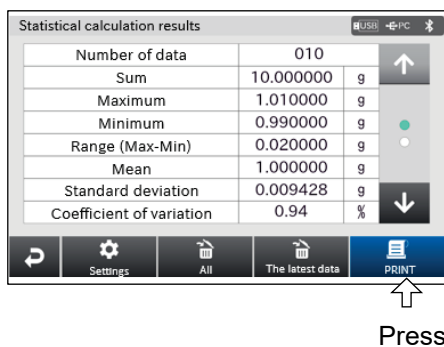 Statistical calculation results USB PC
Number of data 010
Sum 10.000000 g
Maximum 1.010000 g
Minimum 0.990000 g
Range (Max-Min) 0.020000 g
Mean 1.000000 g
Standard deviation 0.009428 g
Coefficient of variation 0.94 %
Settings All The latest data PRINT
Press